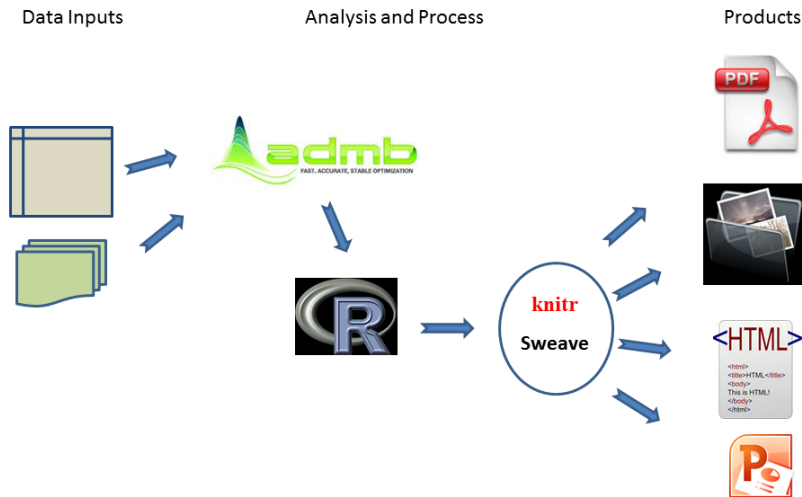 Data Inputs
Analysis and Process
Products
PDF
admb
FAST, ACCURATE, STABLE OPTIMIZATION
R
knitr
Sweave
<HTML>
<html>
<title>HTML</title>
<body>
This is HTML!
</body>
</html>
P